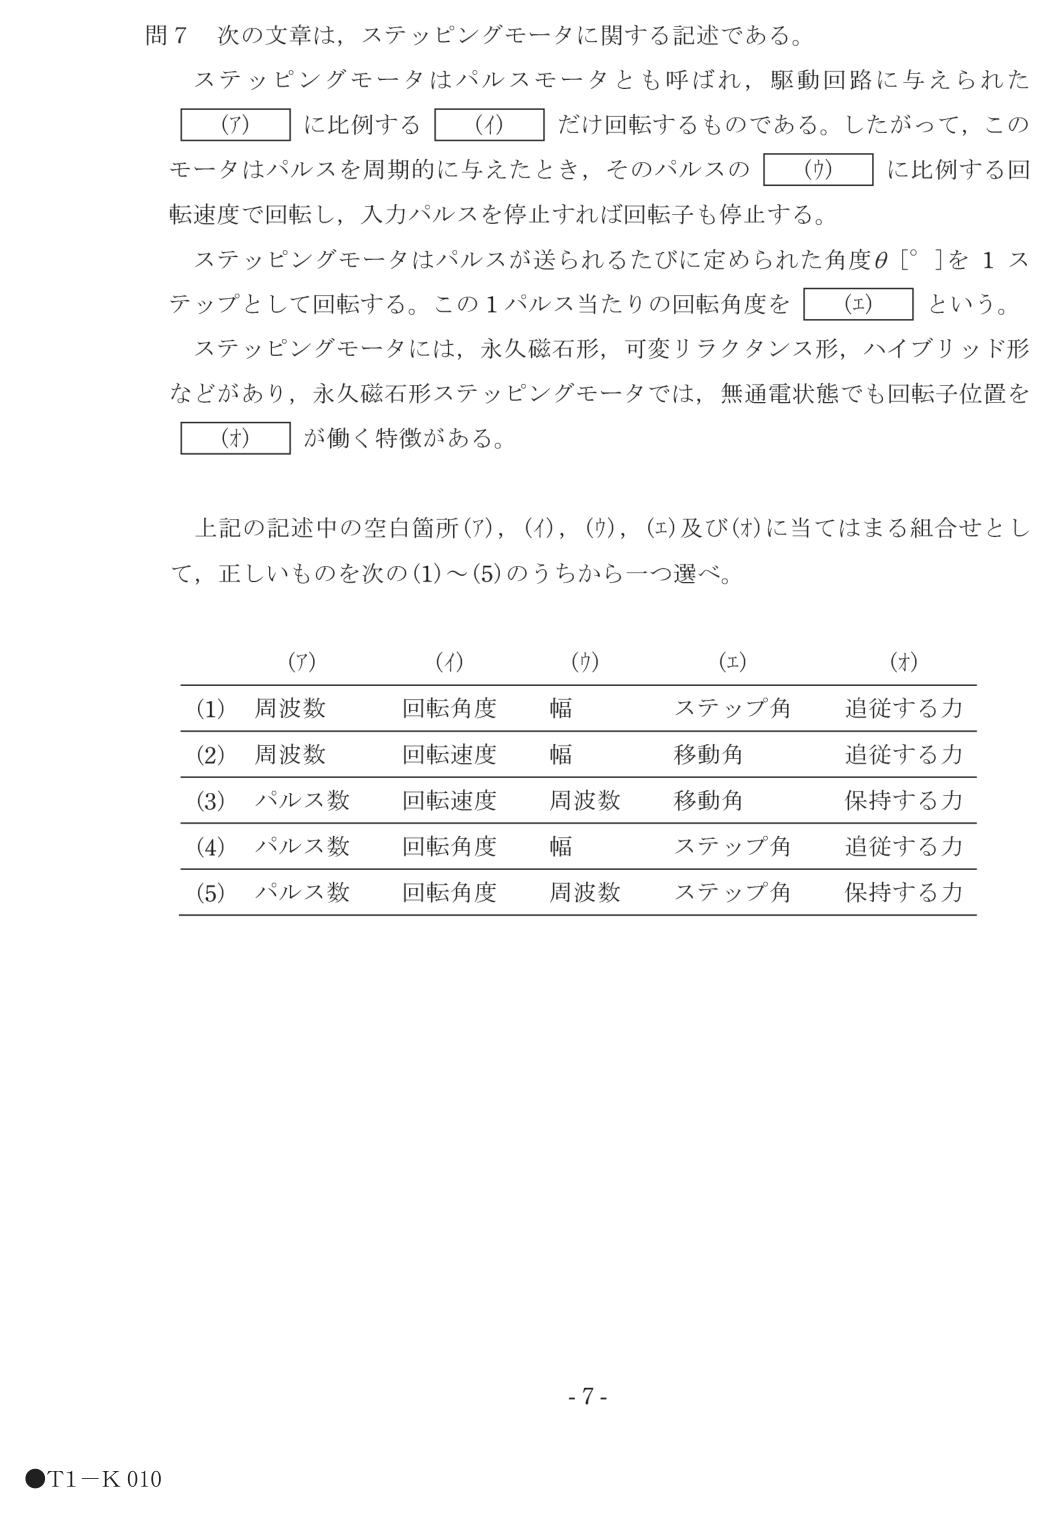 問7　次の文章は，ステッピングモータに関する記述である。
ステッピングモータはパルスモータとも呼ばれ，駆動回路に与えられた
(ア) に比例する (イ) だけ回転するものである。したがって，この
モータはパルスを周期的に与えたとき，そのパルスの (ウ) に比例する回
転速度で回転し，入力パルスを停止すれば回転子も停止する。
ステッピングモータはパルスが送られるたびに定められた角度θ [° ]を 1 ス
テップとして回転する。この 1 パルス当たりの回転角度を (エ) という。
ステッピングモータには，永久磁石形，可変リラクタンス形，ハイブリッド形
などがあり，永久磁石形ステッピングモータでは，無通電状態でも回転子位置を
(オ) が働く特徴がある。
上記の記述中の空白箇所(ア)，(イ)，(ウ)，(エ)及び(オ)に当てはまる組合せとし
て，正しいものを次の(1)～(5)のうちから一つ選べ。
(ア) (イ) (ウ) (エ) (オ)
(1) 周波数 回転角度 幅 ステップ角 追従する力
(2) 周波数 回転速度 幅 移動角 追従する力
(3) パルス数 回転速度 周波数 移動角 保持する力
(4) パルス数 回転角度 幅 ステップ角 追従する力
(5) パルス数 回転角度 周波数 ステップ角 保持する力
- 7 -
●T1－K 010